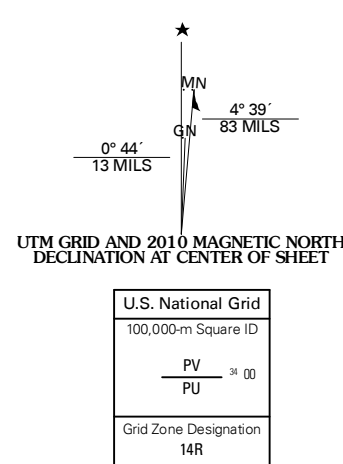 MN
GN
4° 39´
83 MILS
0° 44´
13 MILS
UTM GRID AND 2010 MAGNETIC NORTH
DECLINATION AT CENTER OF SHEET
U.S. National Grid
100,000-m Square ID
PV
34 00
PU
Grid Zone Designation
14R